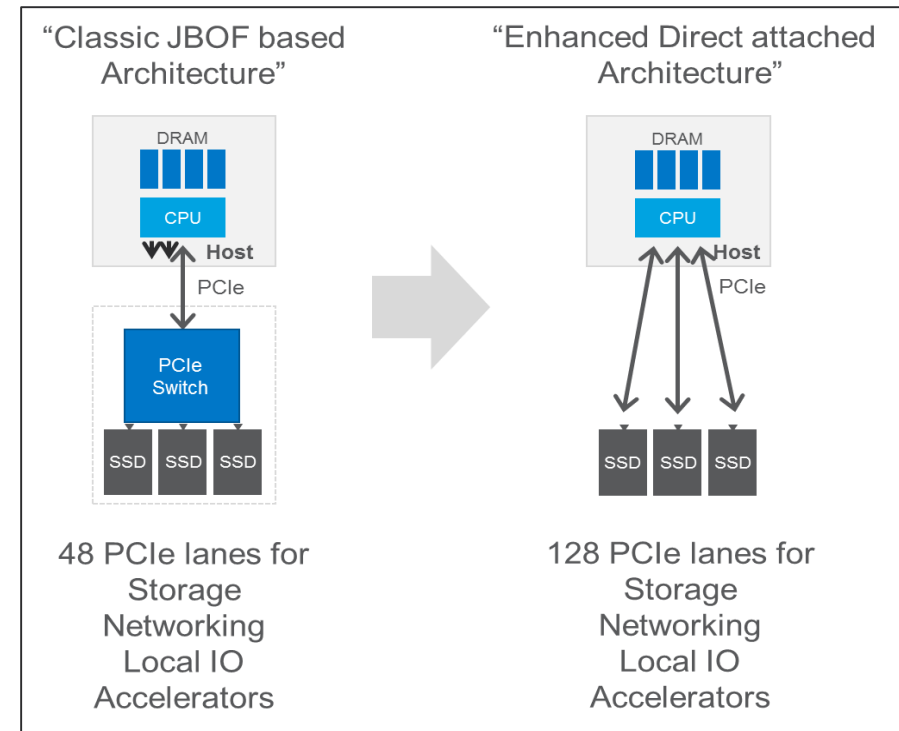 “Classic JBOF based
Architecture”
DRAM
CPU
Host
PCIe
PCIe
Switch
SSD
SSD
SSD
48 PCIe lanes for
Storage
Networking
Local IO
Accelerators
“Enhanced Direct attached
Architecture”
DRAM
CPU
Host
PCIe
SSD
SSD
SSD
128 PCIe lanes for
Storage
Networking
Local IO
Accelerators